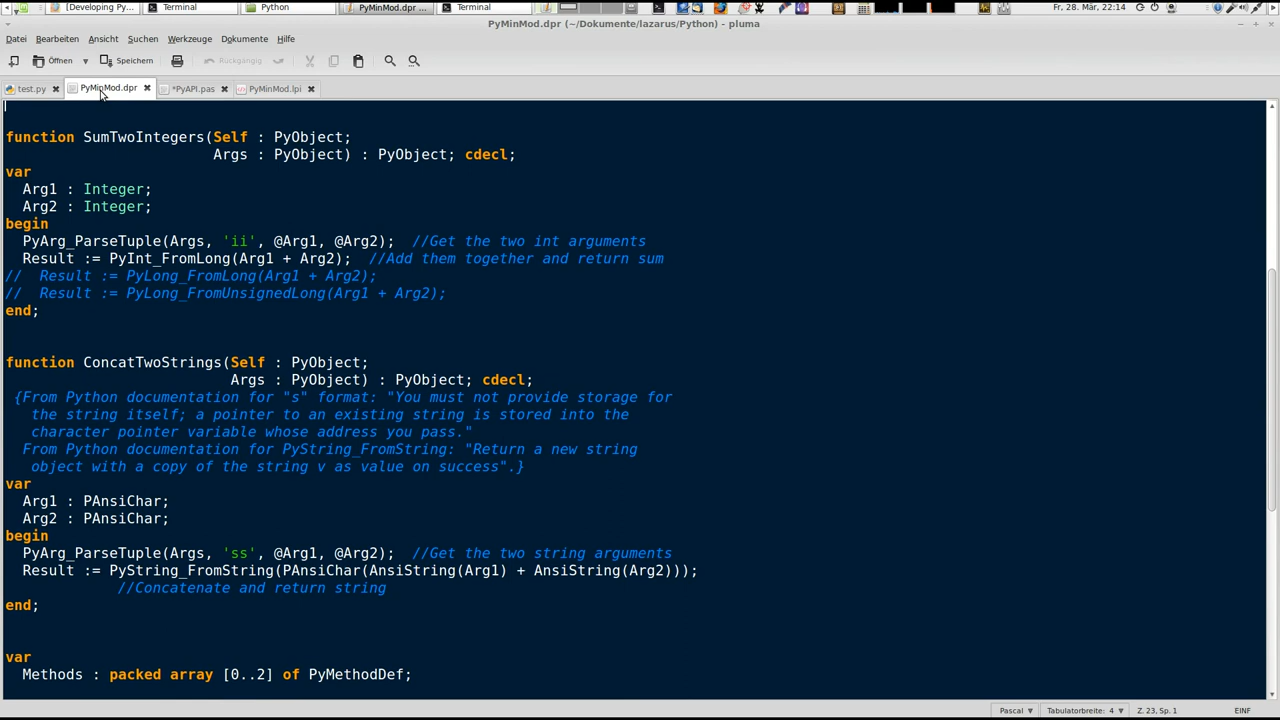 [Developing Py...
Terminal
Python
PyMinMod.dpr ...
Terminal
Fr, 28. Mär, 22:14
PyMinMod.dpr (~/Dokumente/lazarus/Python) - pluma
Datei Bearbeiten Ansicht Suchen Werkzeuge Dokumente Hilfe
Öffnen Speichern Rückgängig
test.py PyMinMod.dpr *PyAPI.pas PyMinMod.lpi
function SumTwoIntegers(Self : PyObject;
Args : PyObject) : PyObject; cdecl;
var
Arg1 : Integer;
Arg2 : Integer;
begin
PyArg_ParseTuple(Args, 'ii', @Arg1, @Arg2);  //Get the two int arguments
Result := PyInt_FromLong(Arg1 + Arg2);  //Add them together and return sum
//  Result := PyLong_FromLong(Arg1 + Arg2);
//  Result := PyLong_FromUnsignedLong(Arg1 + Arg2);
end;
function ConcatTwoStrings(Self : PyObject;
Args : PyObject) : PyObject; cdecl;
{From Python documentation for "s" format: "You must not provide storage for
the string itself; a pointer to an existing string is stored into the
character pointer variable whose address you pass."
From Python documentation for PyString_FromString: "Return a new string
object with a copy of the string v as value on success".}
var
Arg1 : PAnsiChar;
Arg2 : PAnsiChar;
begin
PyArg_ParseTuple(Args, 'ss', @Arg1, @Arg2);  //Get the two string arguments
Result := PyString_FromString(PAnsiChar(AnsiString(Arg1) + AnsiString(Arg2)));
//Concatenate and return string
end;
var
Methods : packed array [0..2] of PyMethodDef;
Pascal Tabulatorbreite: 4 Z. 23, Sp. 1 EINF